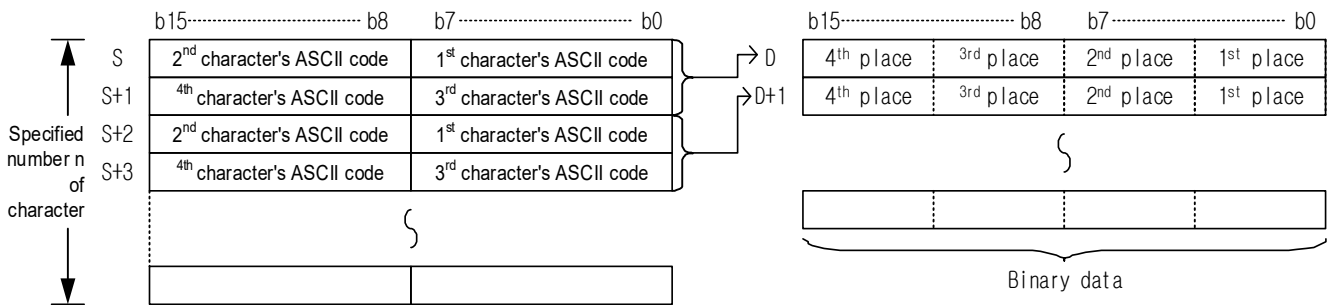 b15 b8 b7 b0
b15 b8 b7 b0
S 2nd character's ASCII code 1st character's ASCII code
D 4th place 3rd place 2nd place 1st place
S+1 4th character's ASCII code 3rd character's ASCII code
D+1 4th place 3rd place 2nd place 1st place
S+2 2nd character's ASCII code 1st character's ASCII code
S+3 4th character's ASCII code 3rd character's ASCII code
Specified
number n
of
character
Binary data